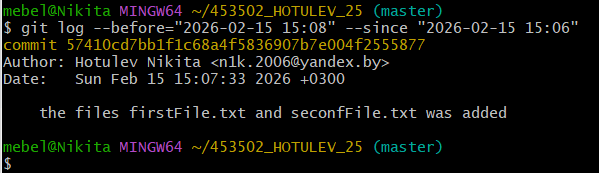 mebel@Nikita MINGW64 ~/453502_HOTULEV_25 (master)
$ git log --before="2026-02-15 15:08" --since "2026-02-15 15:06"
commit 57410cd7bb1f1c68a4f5836907b7e004f2555877
Author: Hotulev Nikita <n1k.2006@yandex.by>
Date:   Sun Feb 15 15:07:33 2026 +0300

    the files firstFile.txt and seconfFile.txt was added

mebel@Nikita MINGW64 ~/453502_HOTULEV_25 (master)
$